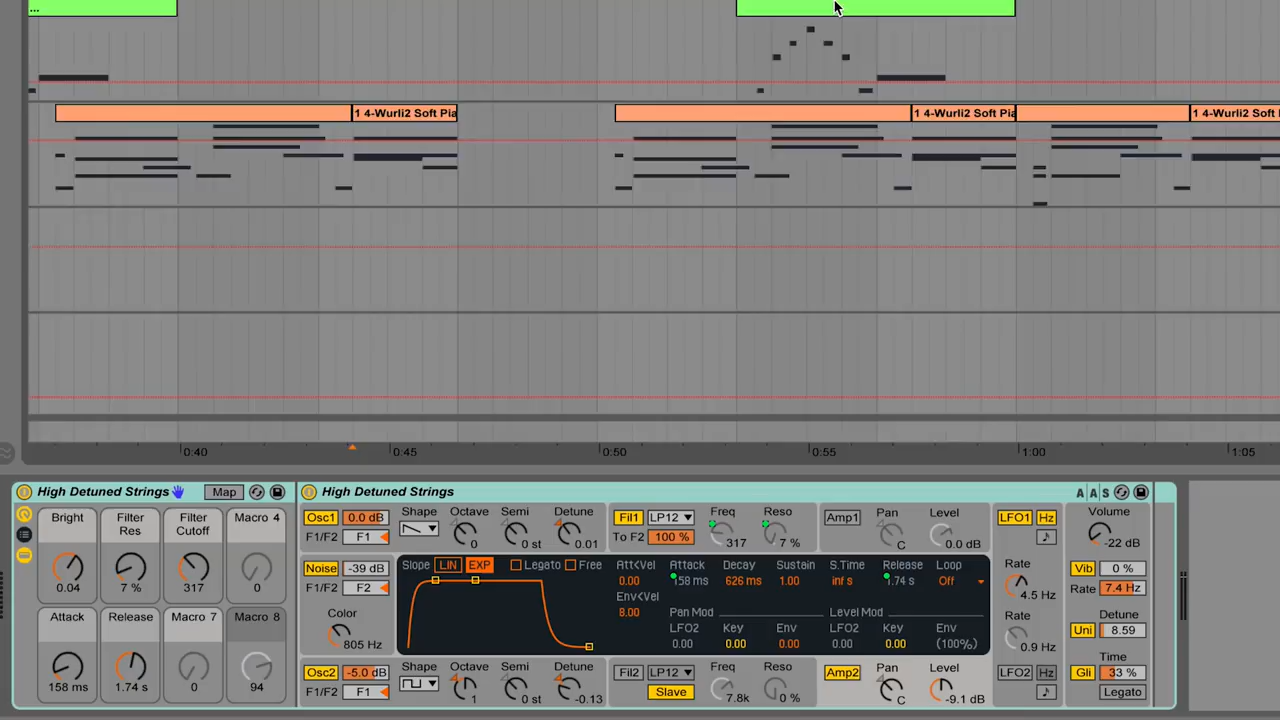 ...
1 4-Wurli2 Soft Pia 1 4-Wurli2 Soft Pia 1 4-Wurli2 Soft
0:40 0:45 0:50 0:55 1:00 1:05
High Detuned Strings Map
Bright Filter Res Filter Cutoff Macro 4
0.04 7 % 317 0
Attack Release Macro 7 Macro 8
158 ms 1.74 s 0 94
High Detuned Strings A A S
Osc1 0.0 dB Shape Octave Semi Detune
F1/F2 F1 0 0 st 0.01
Fil1 LP12 Freq Reso
To F2 100 % 317 7 %
Amp1 Pan Level
C 0.0 dB
LFO1 Hz
Volume
-22 dB
Noise -39 dB
F1/F2 F2
Color
805 Hz
Slope LIN EXP Legato Free
Att<Vel Attack Decay Sustain S.Time Release Loop
0.00 158 ms 626 ms 1.00 inf s 1.74 s Off
Env<Vel
8.00 Pan Mod Level Mod
LFO2 Key Env LFO2 Key Env
0.00 0.00 0.00 0.00 0.00 (100%)
Rate
4.5 Hz
Rate
0.9 Hz
Vib 0 %
Rate 7.4 Hz
Detune
Uni 8.59
Time
Osc2 -5.0 dB Shape Octave Semi Detune
F1/F2 F1 1 0 st -0.13
Fil2 LP12 Freq Reso
Slave 7.8k 0 %
Amp2 Pan Level
C -9.1 dB
LFO2 Hz
Gli 33 %
Legato